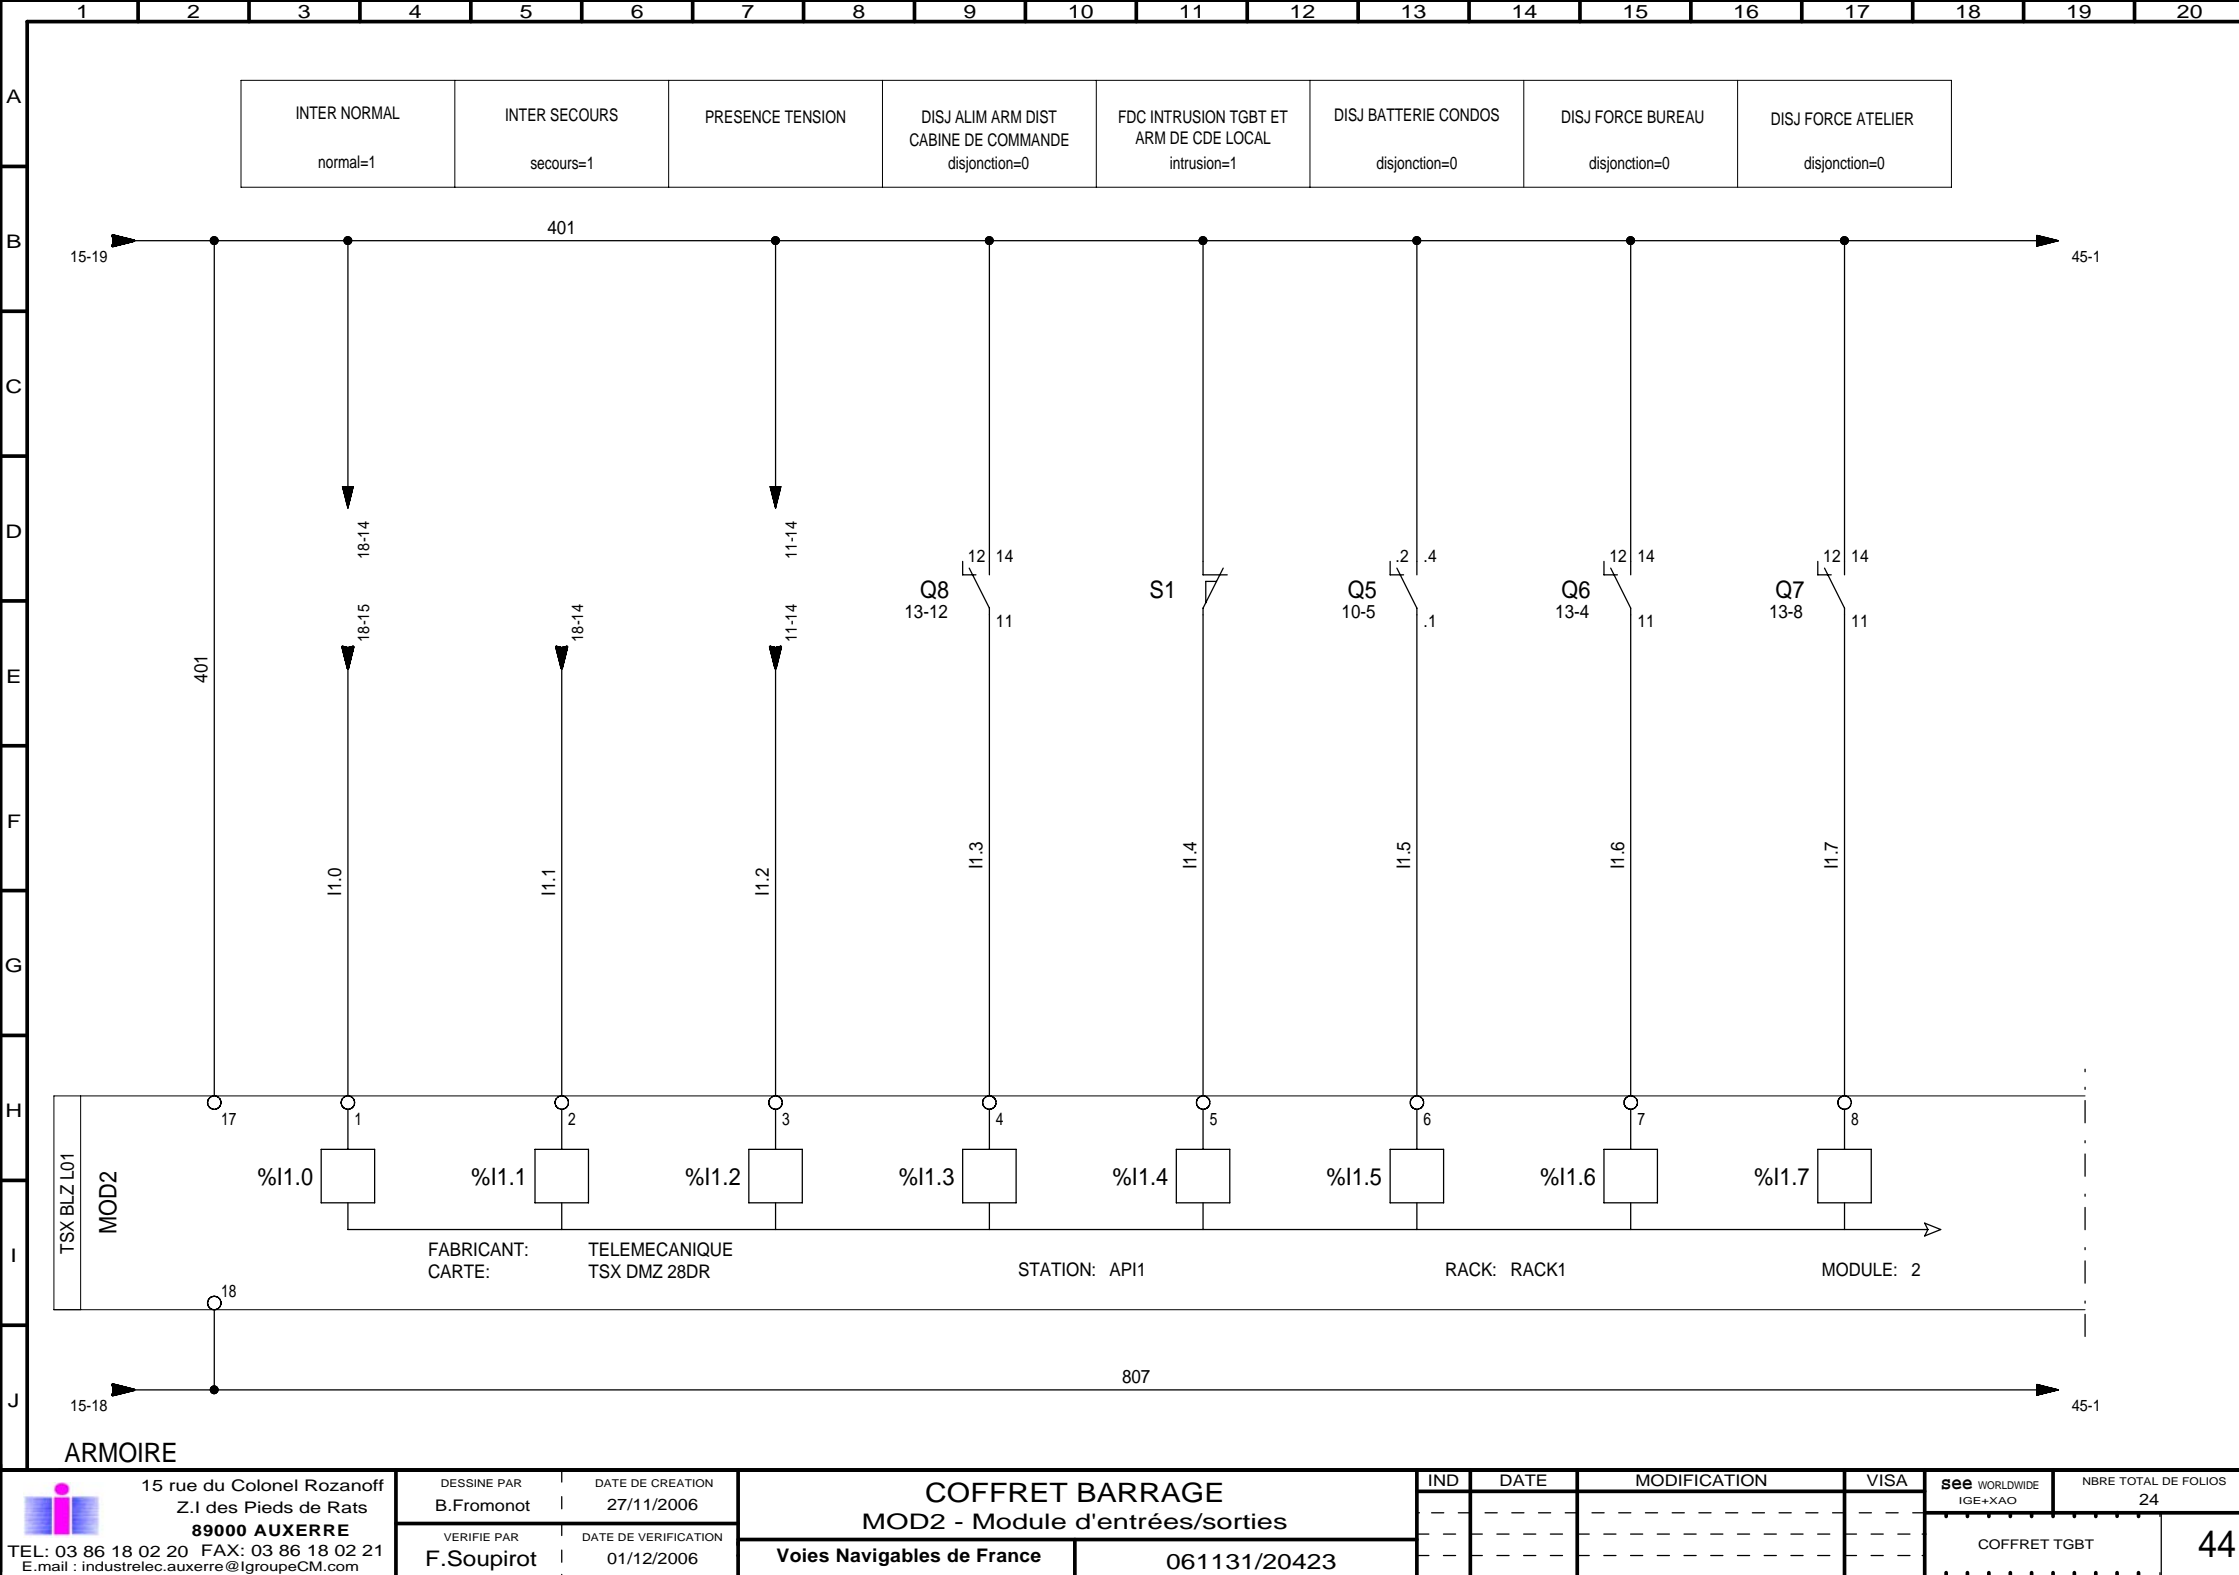 1 2 3 4 5 6 7 8 9 10 11 12 13 14 15 16 17 18 19 20
A
B
C
D
E
F
G
H
I
J
INTER NORMAL
normal=1
INTER SECOURS
secours=1
PRESENCE TENSION
DISJ ALIM ARM DIST
CABINE DE COMMANDE
disjonction=0
FDC INTRUSION TGBT ET
ARM DE CDE LOCAL
intrusion=1
DISJ BATTERIE CONDOS
disjonction=0
DISJ FORCE BUREAU
disjonction=0
DISJ FORCE ATELIER
disjonction=0
401
15-19
45-1
18-14
11-14
12 14
Q8
13-12
11
S1
.2 .4
Q5
10-5
.1
12 14
Q6
13-4
11
12 14
Q7
13-8
11
18-15
18-14
11-14
401
I1.0
I1.1
I1.2
I1.3
I1.4
I1.5
I1.6
I1.7
17
1
2
3
4
5
6
7
8
TSX BLZ L01
MOD2
%I1.0
%I1.1
%I1.2
%I1.3
%I1.4
%I1.5
%I1.6
%I1.7
FABRICANT: TELEMECANIQUE
CARTE: TSX DMZ 28DR
STATION: API1
RACK: RACK1
MODULE: 2
18
807
15-18
45-1
ARMOIRE
15 rue du Colonel Rozanoff
Z.I des Pieds de Rats
89000 AUXERRE
TEL: 03 86 18 02 20 FAX: 03 86 18 02 21
E.mail : industrelec.auxerre@IgroupeCM.com
DESSINE PAR
B.Fromonot
DATE DE CREATION
27/11/2006
VERIFIE PAR
F.Soupirot
DATE DE VERIFICATION
01/12/2006
COFFRET BARRAGE
MOD2 - Module d'entrées/sorties
Voies Navigables de France
061131/20423
IND DATE MODIFICATION VISA
see WORLDWIDE
IGE+XAO
NBRE TOTAL DE FOLIOS
24
COFFRET TGBT
44